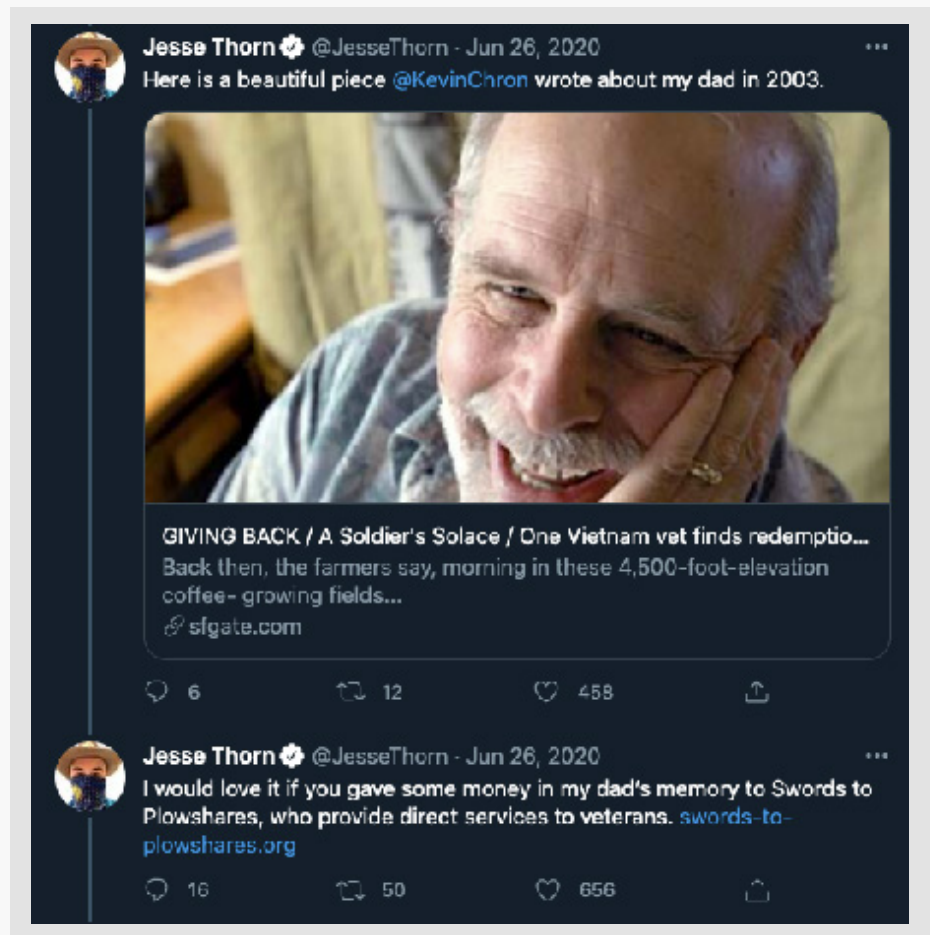 Jesse Thorn @JesseThorn · Jun 26, 2020
Here is a beautiful piece @KevinChron wrote about my dad in 2003.
GIVING BACK / A Soldier's Solace / One Vietnam vet finds redemptio...
Back then, the farmers say, morning in these 4,500-foot-elevation
coffee- growing fields...
sfgate.com
6 12 458
Jesse Thorn @JesseThorn · Jun 26, 2020
I would love it if you gave some money in my dad's memory to Swords to
Plowshares, who provide direct services to veterans. swords-to-
plowshares.org
16 50 656